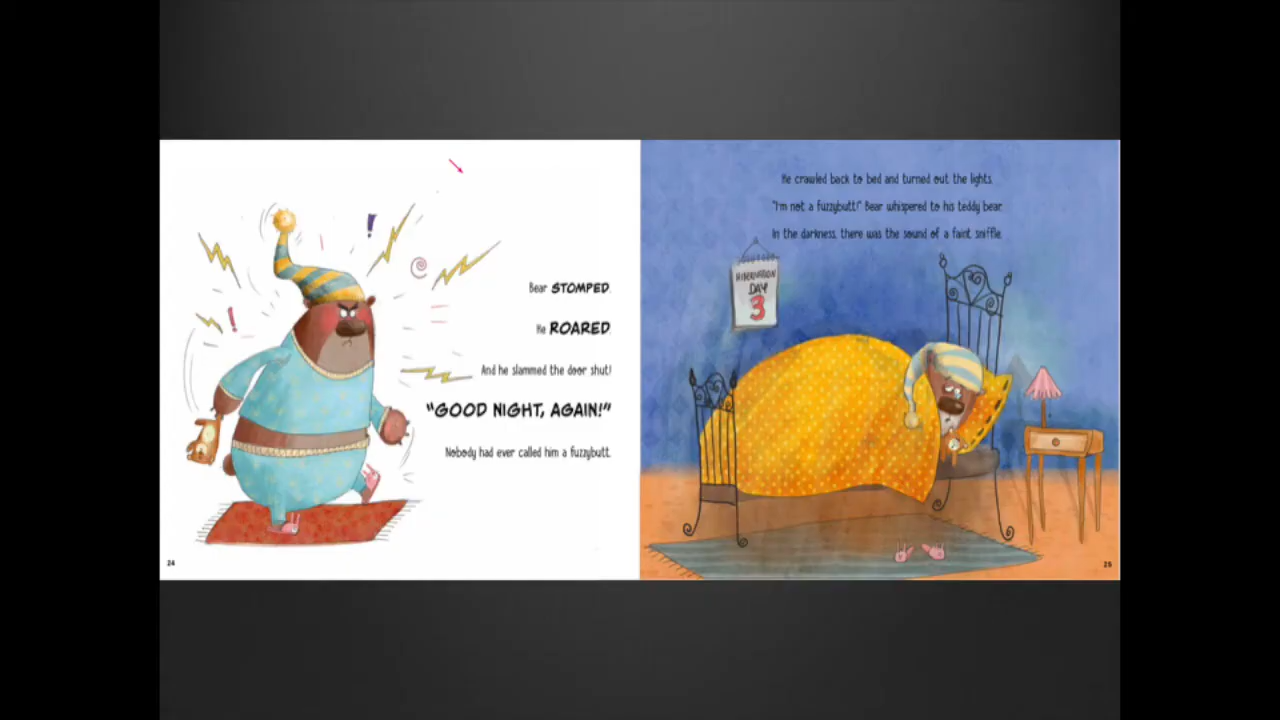 Bear STOMPED.
He ROARED.
And he slammed the door shut!
"GOOD NIGHT, AGAIN!"
Nobody had ever called him a fuzzybutt.
24
He crawled back to bed and turned out the lights.
"I'm not a fuzzybutt!" Bear whispered to his teddy bear.
In the darkness, there was the sound of a faint sniffle.
HIBERNATION
DAY
3
25